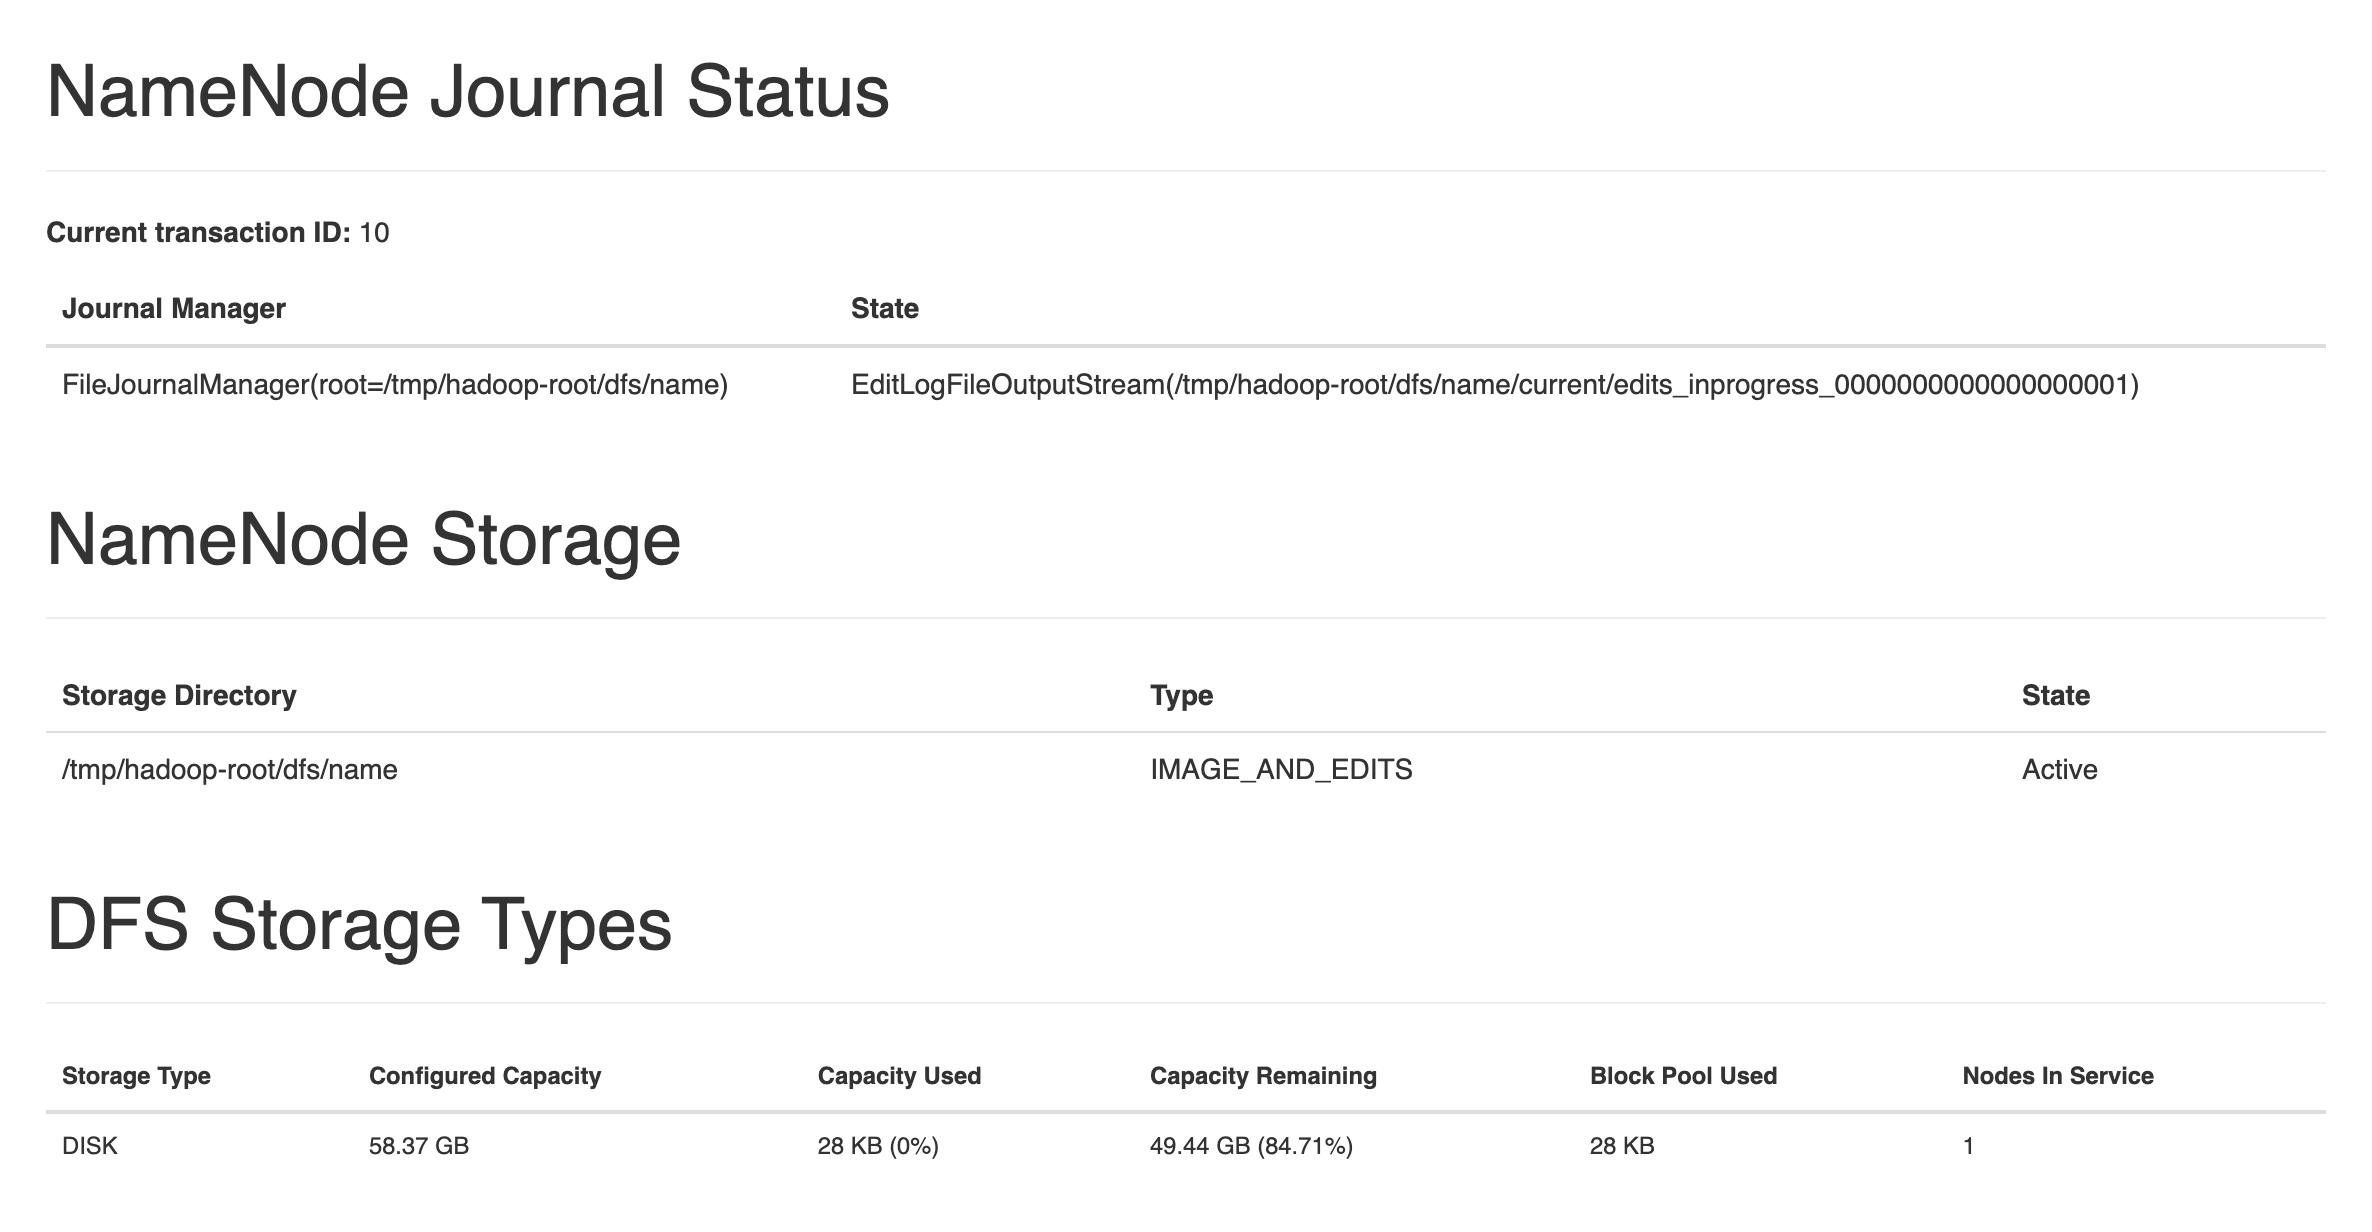 NameNode Journal Status
Current transaction ID: 10
Journal Manager State
FileJournalManager(root=/tmp/hadoop-root/dfs/name) EditLogFileOutputStream(/tmp/hadoop-root/dfs/name/current/edits_inprogress_0000000000000000001)
NameNode Storage
Storage Directory Type State
/tmp/hadoop-root/dfs/name IMAGE_AND_EDITS Active
DFS Storage Types
Storage Type Configured Capacity Capacity Used Capacity Remaining Block Pool Used Nodes In Service
DISK 58.37 GB 28 KB (0%) 49.44 GB (84.71%) 28 KB 1